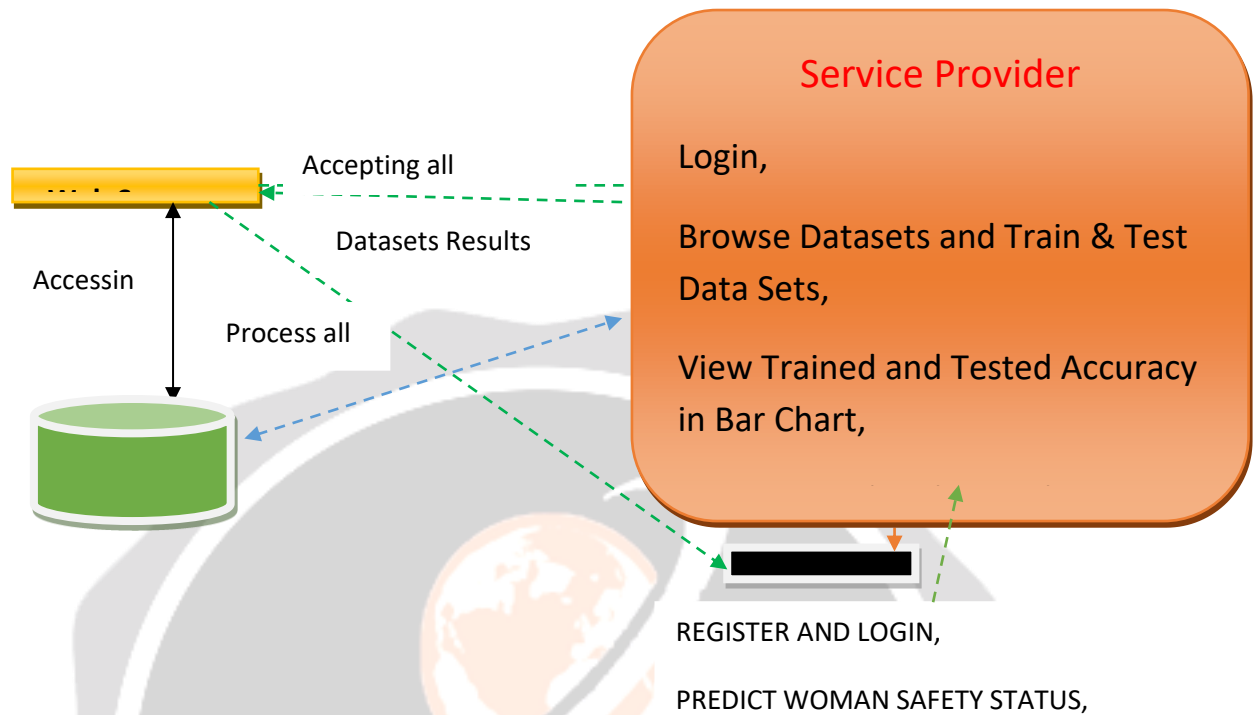 Service Provider
Login,
Browse Datasets and Train & Test
Data Sets,
View Trained and Tested Accuracy
in Bar Chart,
Accepting all
Datasets Results
Accessin
Process all
REGISTER AND LOGIN,
PREDICT WOMAN SAFETY STATUS,